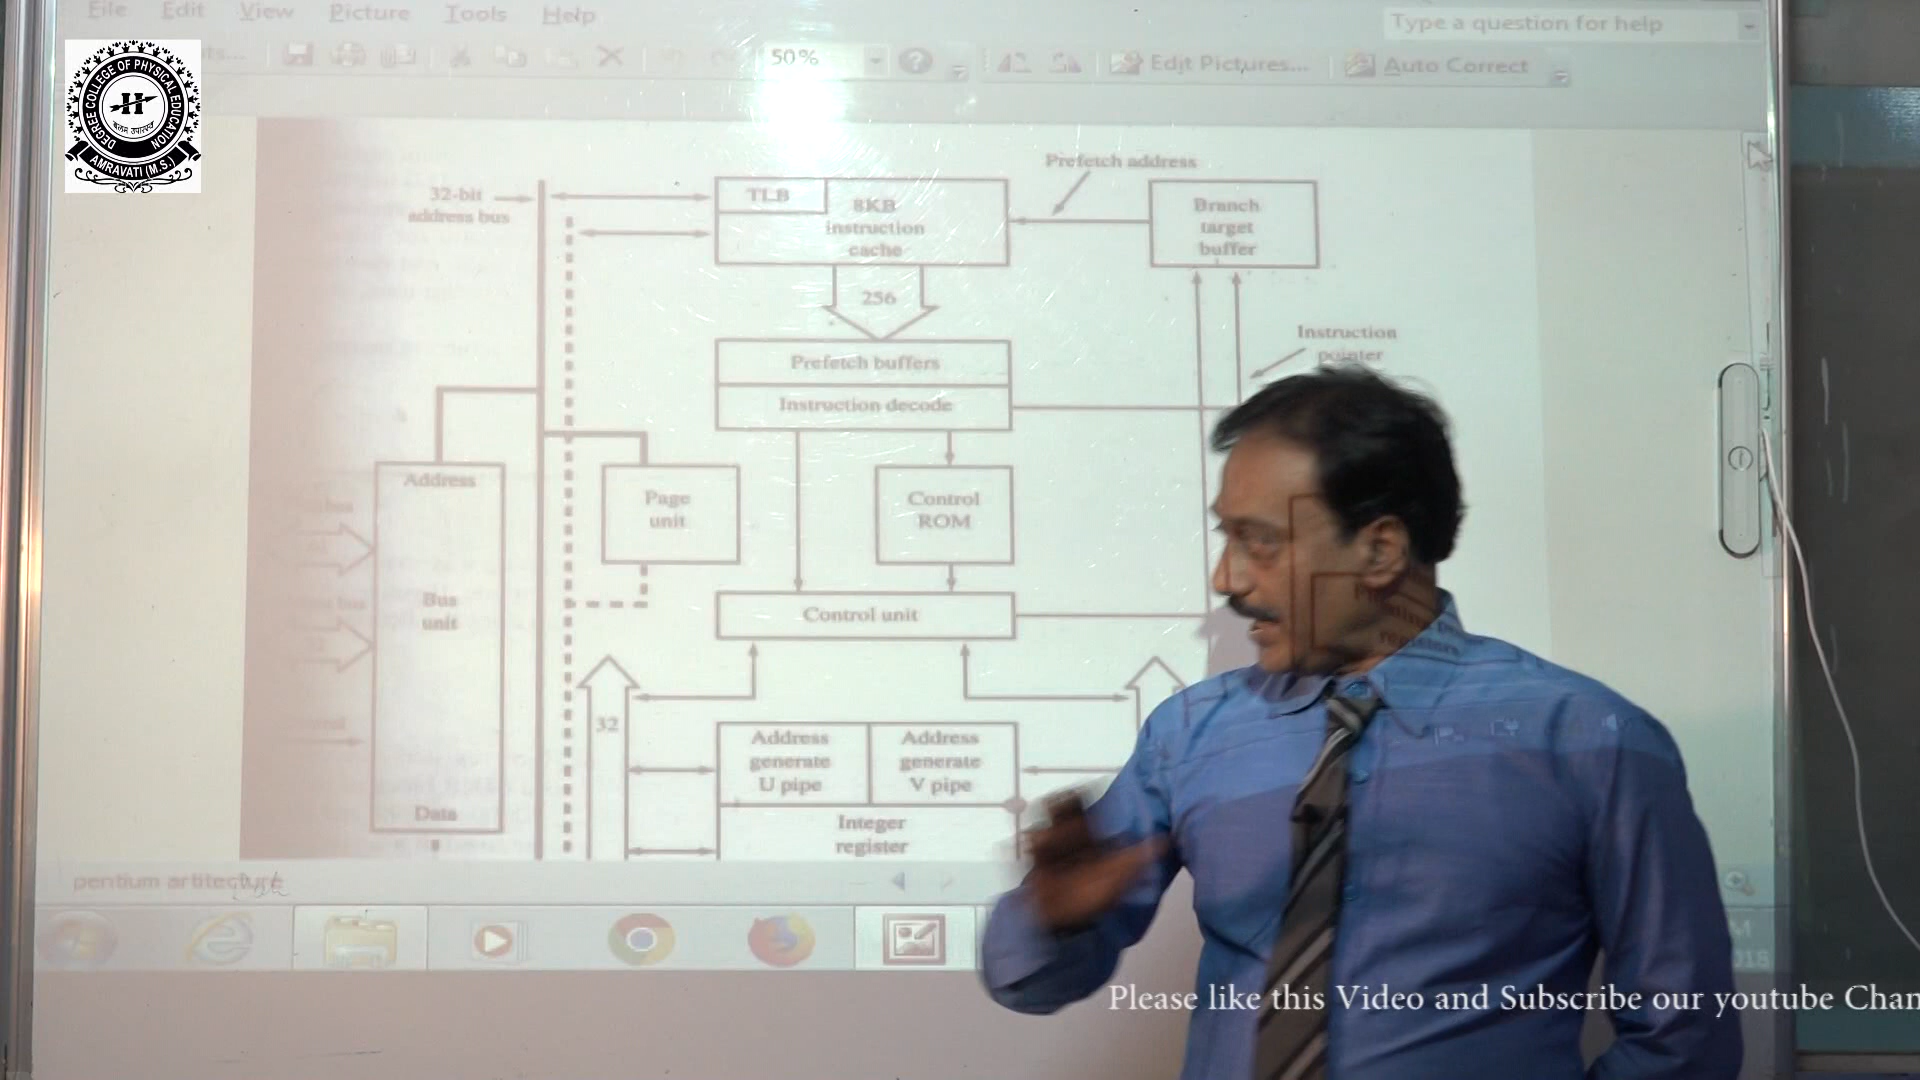 File Edit View Picture Tools Help
Type a question for help
50%
Edit Pictures...
Auto Correct
DEGREE COLLEGE OF PHYSICAL EDUCATION
AMRAVATI (M.S.)
Prefetch address
32-bit
address bus
TLB
8KB
instruction
cache
Branch
target
buffer
256
Instruction
pointer
Prefetch buffers
Instruction decode
Address
Page
unit
Control
ROM
Bus
unit
Control unit
32
Address
generate
U pipe
Address
generate
V pipe
Data
Integer
register
pentium artitecture
Please like this Video and Subscribe our youtube Chan